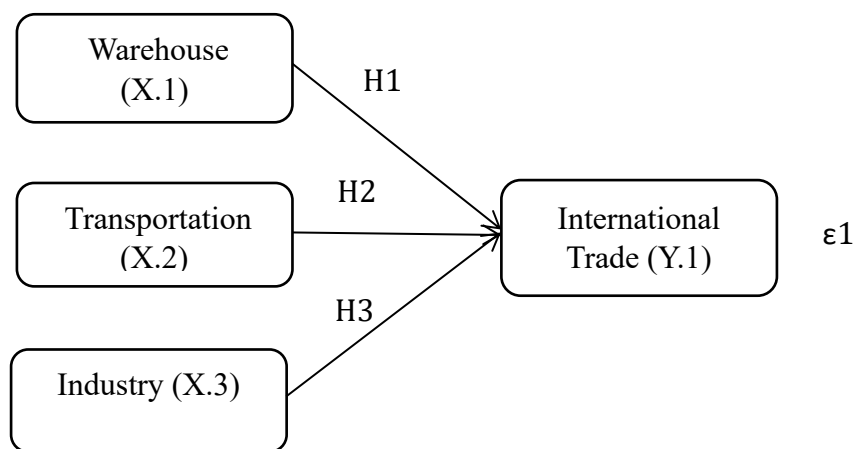 Warehouse
(X.1)
H1
Transportation
(X.2)
H2
International
Trade (Y.1)
ε1
H3
Industry (X.3)